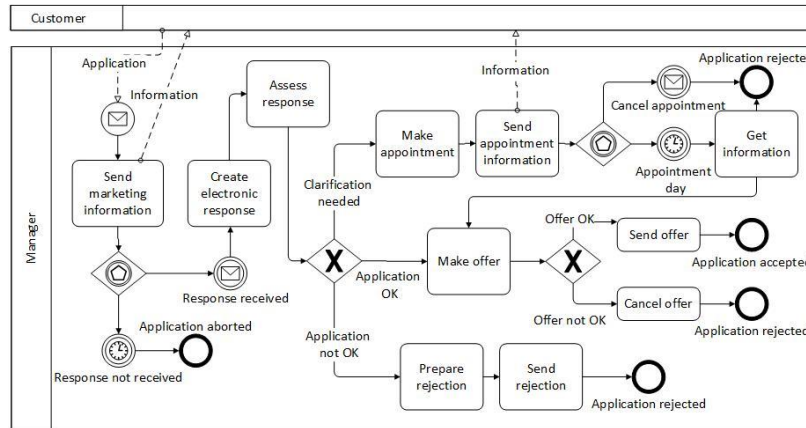 Customer
Manager
Application
Information
Send
marketing
information
Response not received
Application aborted
Response received
Create
electronic
response
Assess
response
Clarification
needed
Application
OK
Application
not OK
Make
appointment
Send
appointment
information
Information
Cancel appointment
Application rejected
Appointment
day
Get
information
Make offer
Offer OK
Send offer
Application accepted
Offer not OK
Cancel offer
Application rejected
Prepare
rejection
Send
rejection
Application rejected